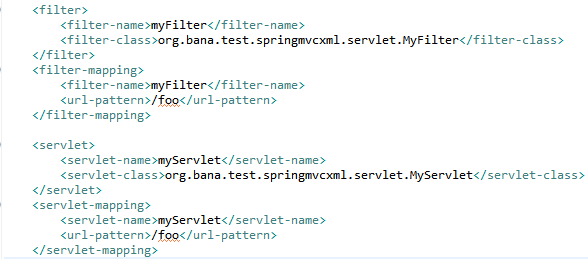 <filter>
<filter-name>myFilter</filter-name>
<filter-class>org.bana.test.springmvcxml.servlet.MyFilter</filter-class>
</filter>
<filter-mapping>
<filter-name>myFilter</filter-name>
<url-pattern>/foo</url-pattern>
</filter-mapping>
<servlet>
<servlet-name>myServlet</servlet-name>
<servlet-class>org.bana.test.springmvcxml.servlet.MyServlet</servlet-class>
</servlet>
<servlet-mapping>
<servlet-name>myServlet</servlet-name>
<url-pattern>/foo</url-pattern>
</servlet-mapping>